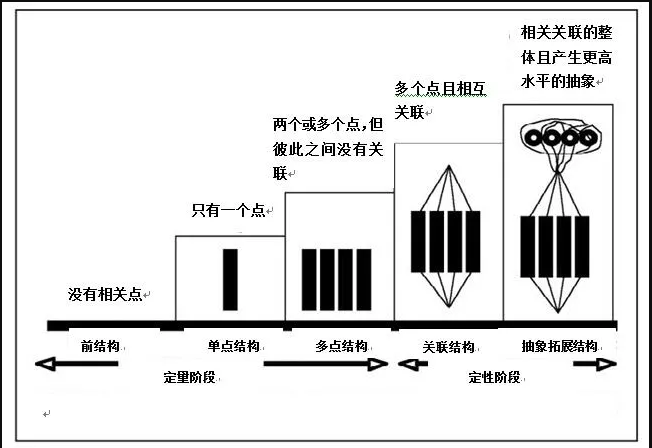 相关关联的整
体且产生更高
水平的抽象
多个点且相互
关联
两个或多个点，但
彼此之间没有关
联
只有一个点
没有相关点
前结构
单点结构
多点结构
关联结构
抽象拓展结构
定量阶段
定性阶段